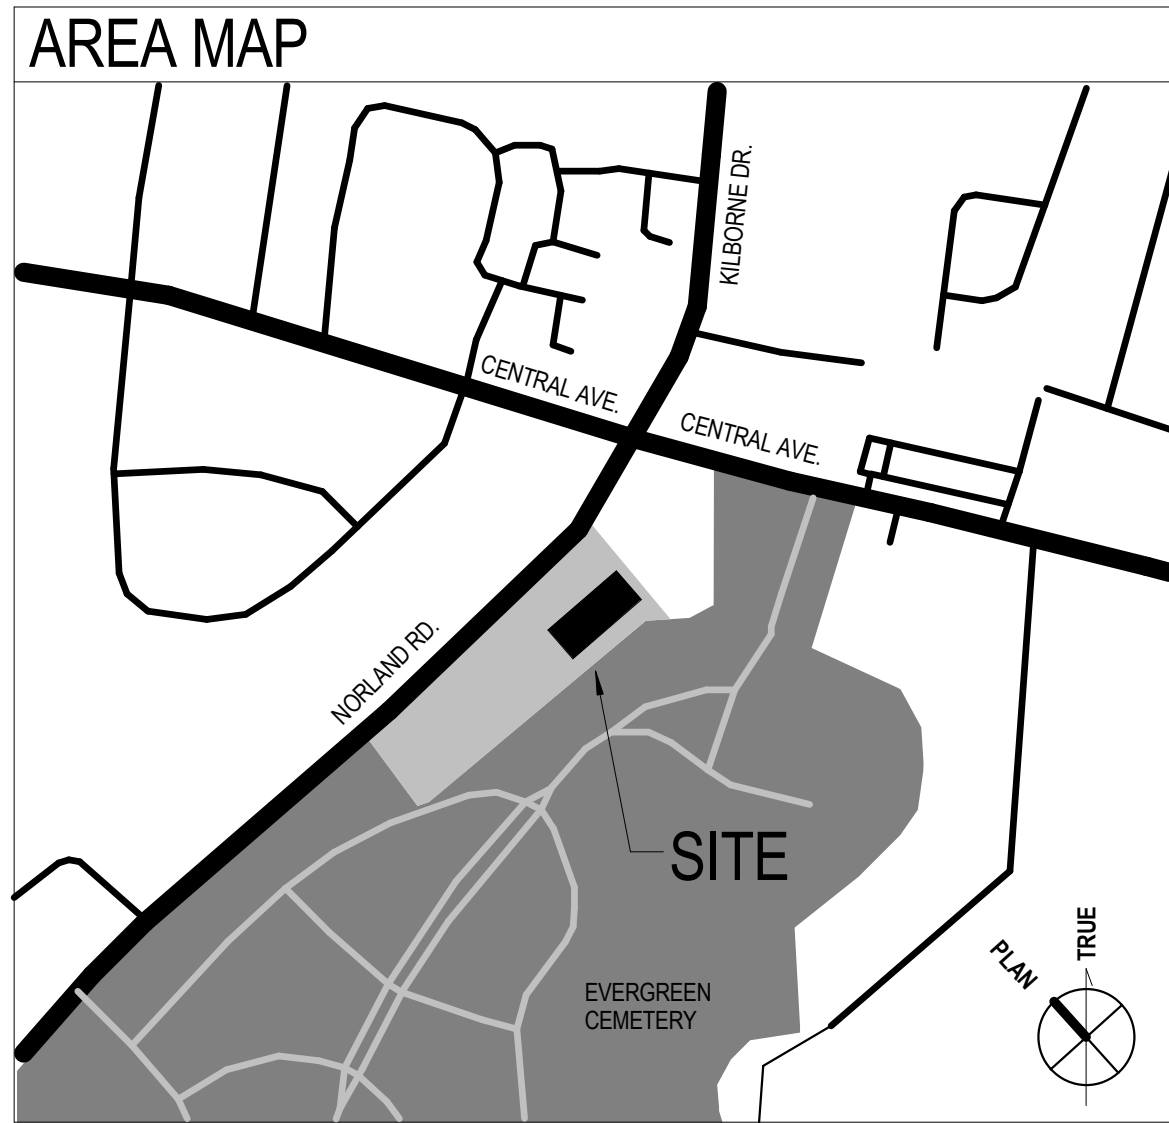 AREA MAP
KILBORNE DR.
CENTRAL AVE.
CENTRAL AVE.
NORLAND RD.
SITE
EVERGREEN
CEMETERY
PLAN
TRUE